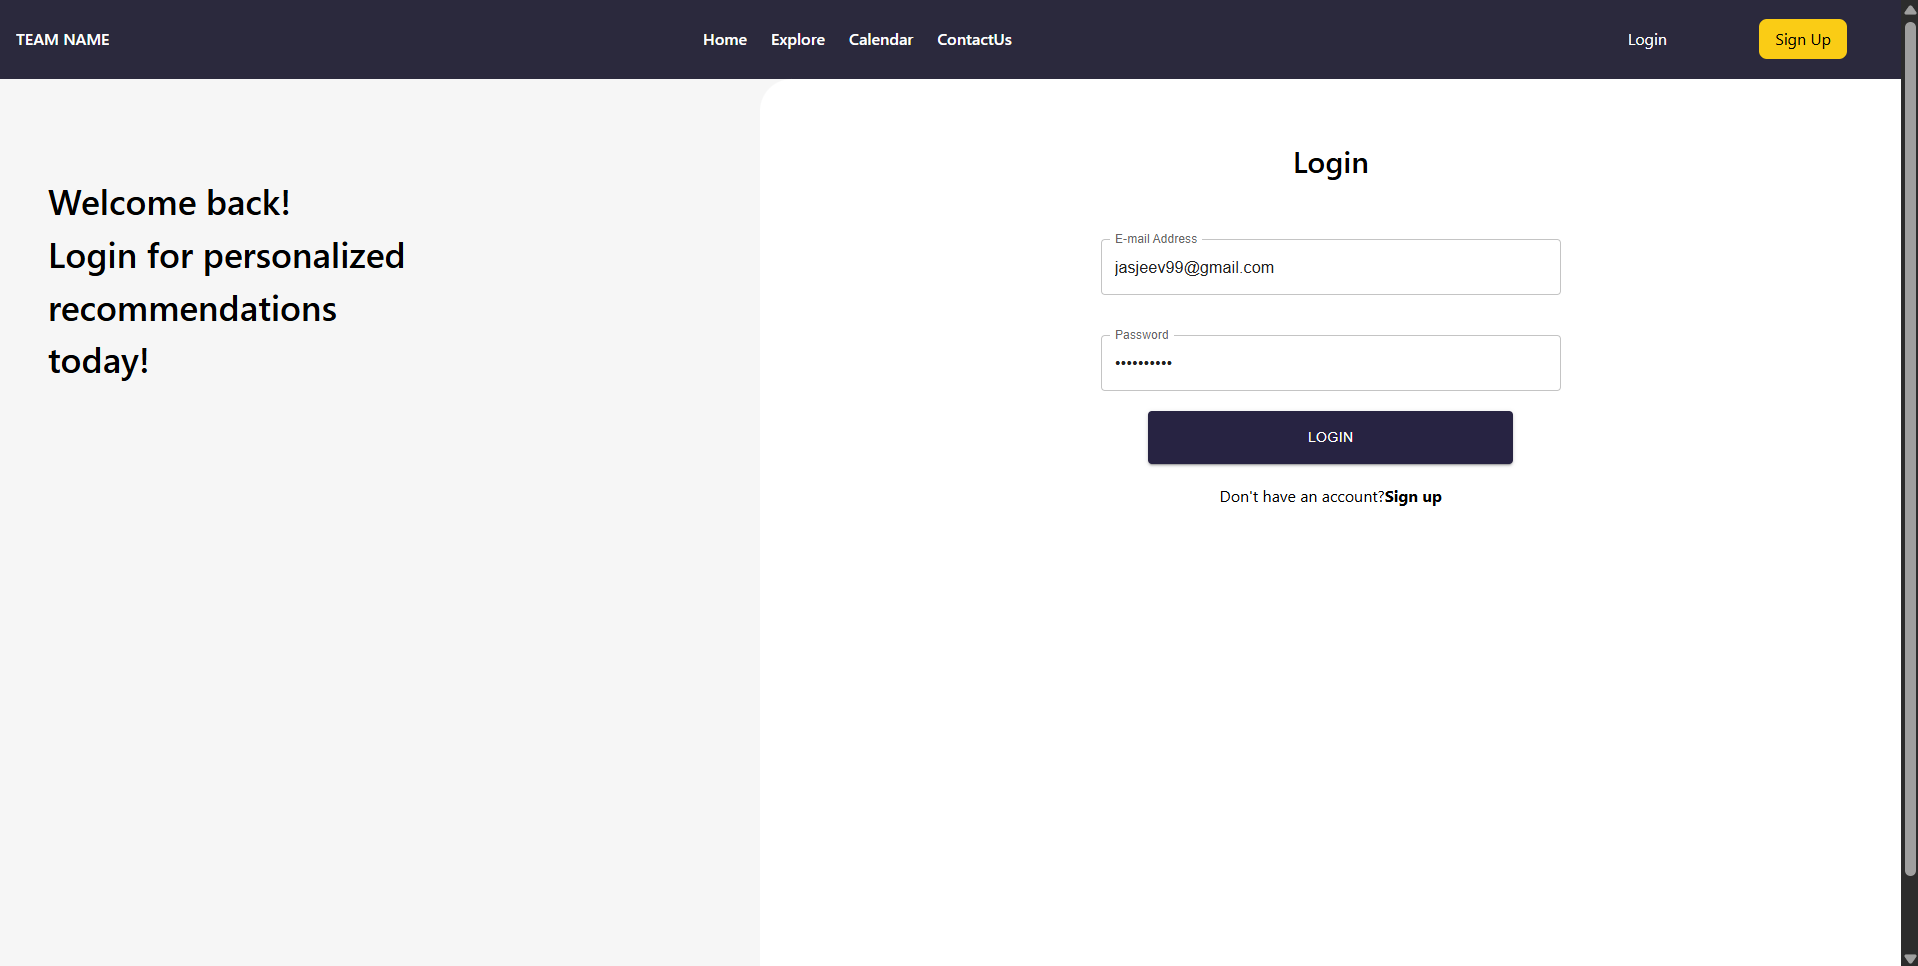 TEAM NAME
Home Explore Calendar ContactUs
Login
Sign Up
Welcome back!
Login for personalized
recommendations
today!
Login
E-mail Address
jasjeev99@gmail.com
Password
••••••••••
LOGIN
Don't have an account?Sign up